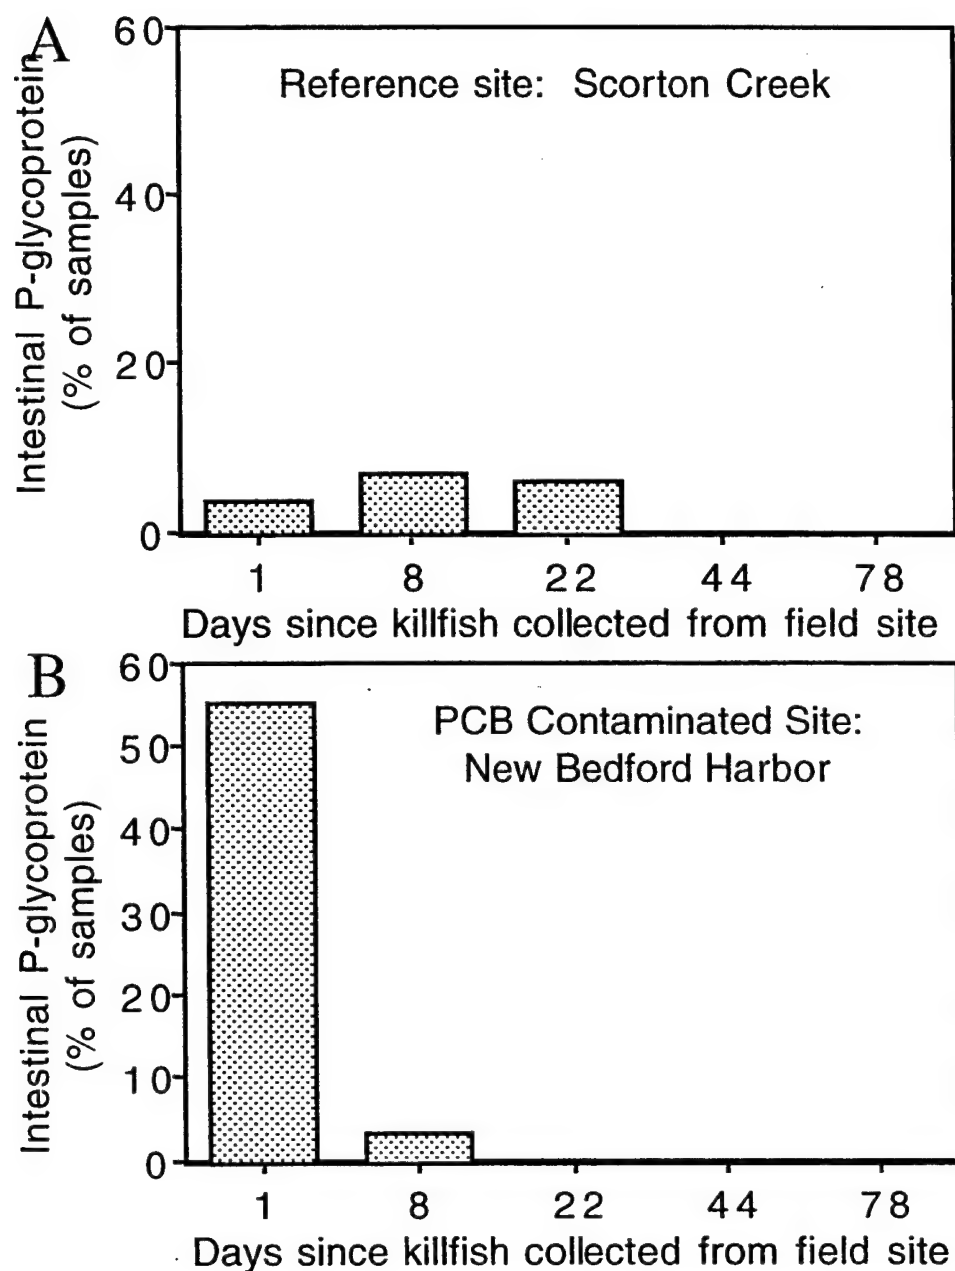 A
Reference site: Scorton Creek
Intestinal P-glycoprotein
(% of samples)
60
40
20
0
1 8 22 44 78
Days since killfish collected from field site
B
PCB Contaminated Site:
New Bedford Harbor
Intestinal P-glycoprotein
(% of samples)
60
50
40
30
20
10
0
1 8 22 44 78
Days since killfish collected from field site